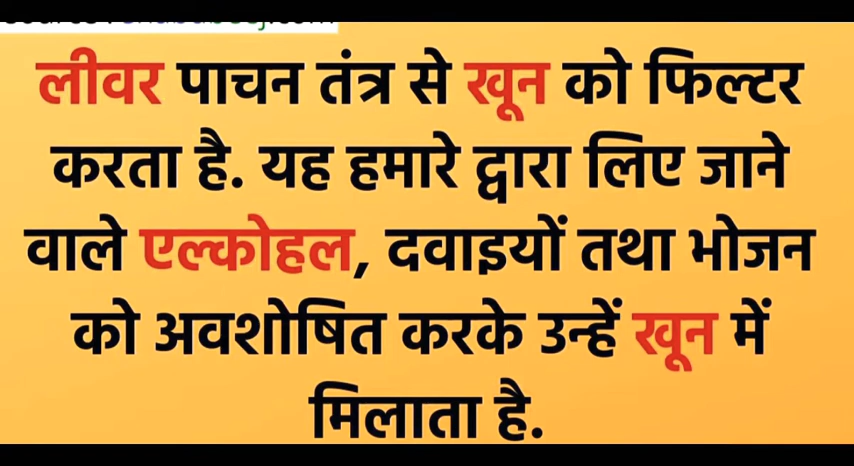 लीवर पाचन तंत्र से खून को फिल्टर
करता है. यह हमारे द्वारा लिए जाने
वाले एल्कोहल, दवाइयों तथा भोजन
को अवशोषित करके उन्हें खून में
मिलाता है.